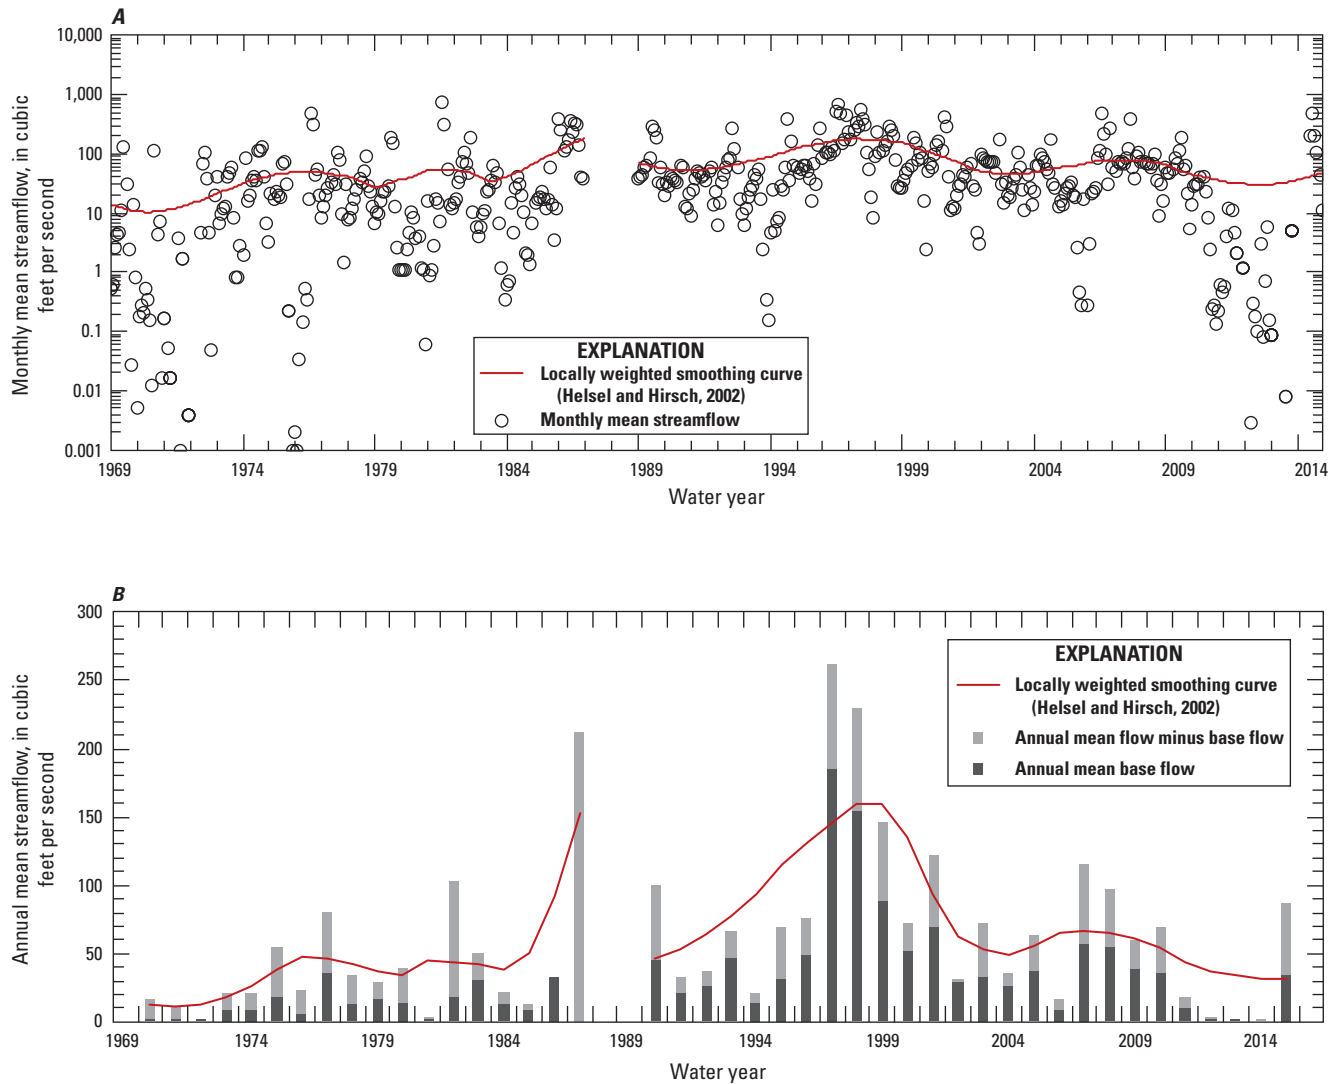 A
Monthly mean streamflow, in cubic
feet per second
10,000
1,000
100
10
1
0.1
0.01
0.001
EXPLANATION
Locally weighted smoothing curve
(Helsel and Hirsch, 2002)
Monthly mean streamflow
1969
1974
1979
1984
1989
1994
1999
2004
2009
2014
Water year
B
Annual mean streamflow, in cubic
feet per second
300
250
200
150
100
50
0
EXPLANATION
Locally weighted smoothing curve
(Helsel and Hirsch, 2002)
Annual mean flow minus base flow
Annual mean base flow
1969
1974
1979
1984
1989
1994
1999
2004
2009
2014
Water year